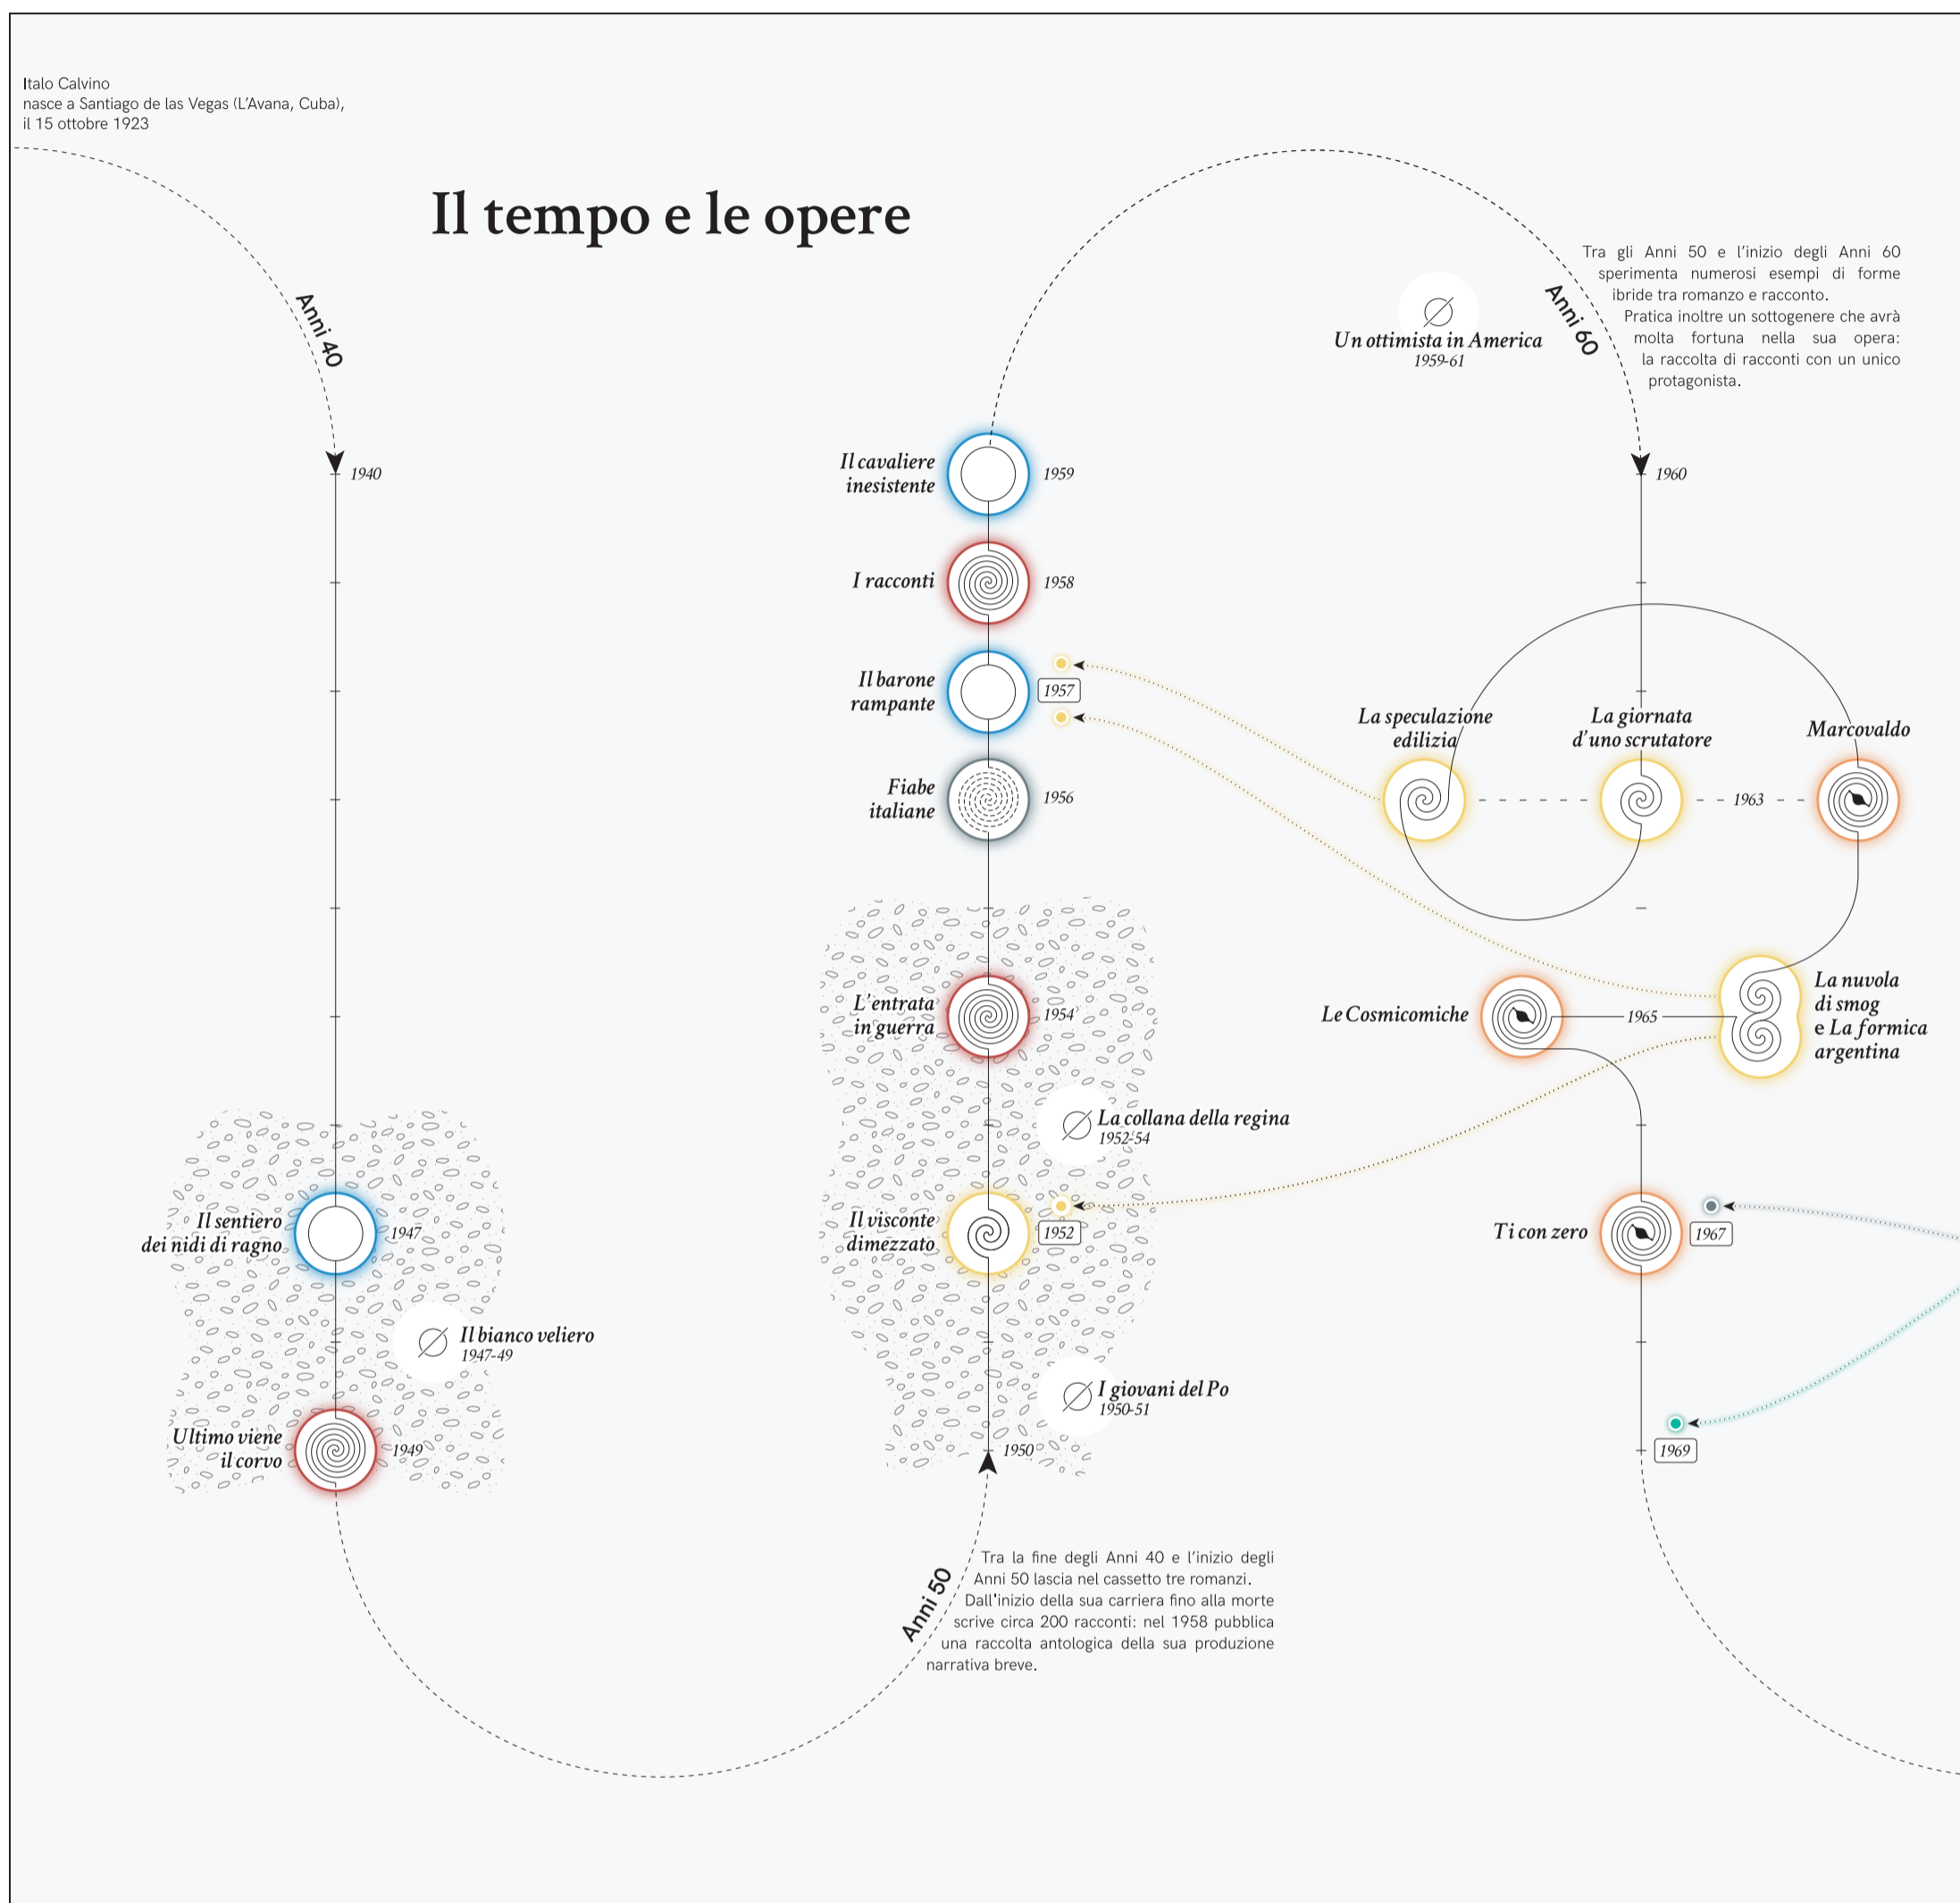 Italo Calvino
nasce a Santiago de las Vegas (L'Avana, Cuba),
il 15 ottobre 1923
Il tempo e le opere
Anni 40
1940
Il sentiero
dei nidi di ragno
1947
Il bianco veliero
1947-49
Ultimo viene
il corvo
1949
Anni 50
Tra la fine degli Anni 40 e l'inizio degli
Anni 50 lascia nel cassetto tre romanzi.
Dall'inizio della sua carriera fino alla morte
scrive circa 200 racconti: nel 1958 pubblica
una raccolta antologica della sua produzione
narrativa breve.
1950
I giovani del Po
1950-51
Il visconte
dimezzato
1952
La collana della regina
1952-54
L'entrata
in guerra
1954
Fiabe
italiane
1956
Il barone
rampante
1957
I racconti
1958
Il cavaliere
inesistente
1959
Un ottimista in America
1959-61
Anni 60
Tra gli Anni 50 e l'inizio degli Anni 60
sperimenta numerosi esempi di forme
ibride tra romanzo e racconto.
Pratica inoltre un sottogenere che avrà
molta fortuna nella sua opera:
la raccolta di racconti con un unico
protagonista.
1960
La speculazione
edilizia
La giornata
d'uno scrutatore
1963
Marcovaldo
Le Cosmicomiche
1965
La nuvola
di smog
e La formica
argentina
Ti con zero
1967
1969